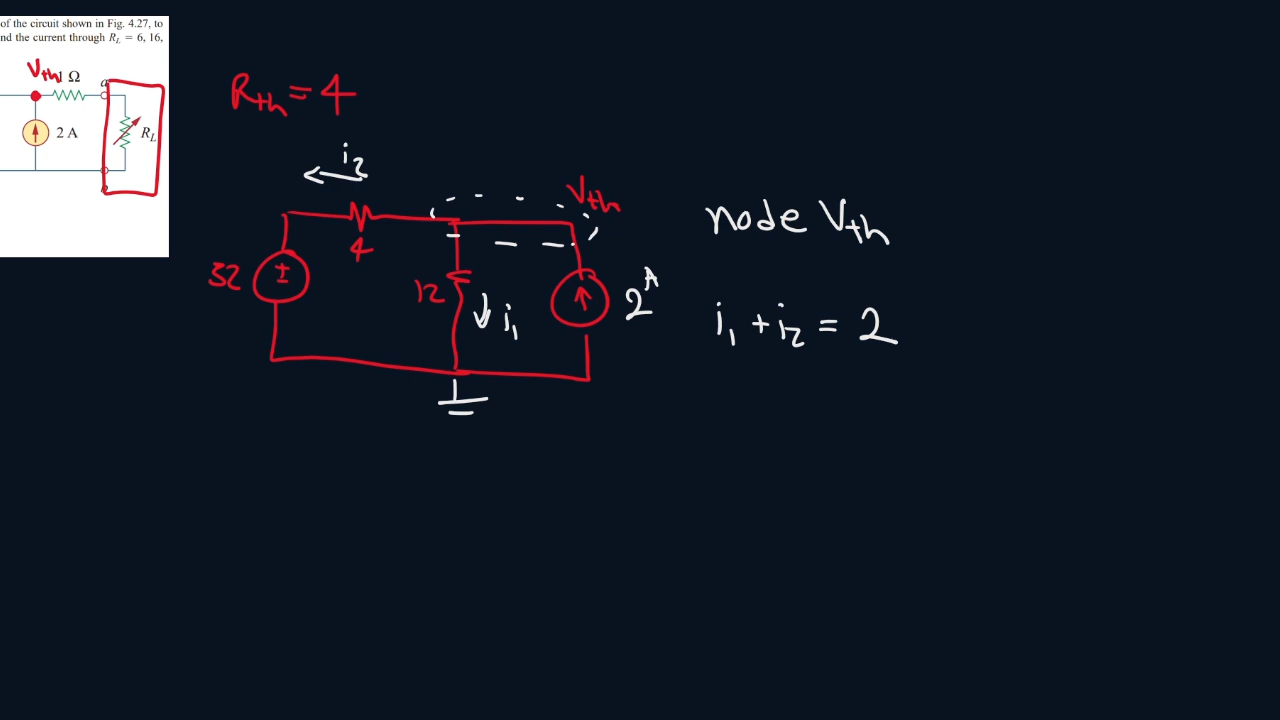 of the circuit shown in Fig. 4.27, to
nd the current through R_L = 6, 16,
V_th
1 Ω
a
2 A
R_L
R_th = 4
i_2
V_th
4
32
12
i_1
2^A
node V_th
i_1 + i_2 = 2